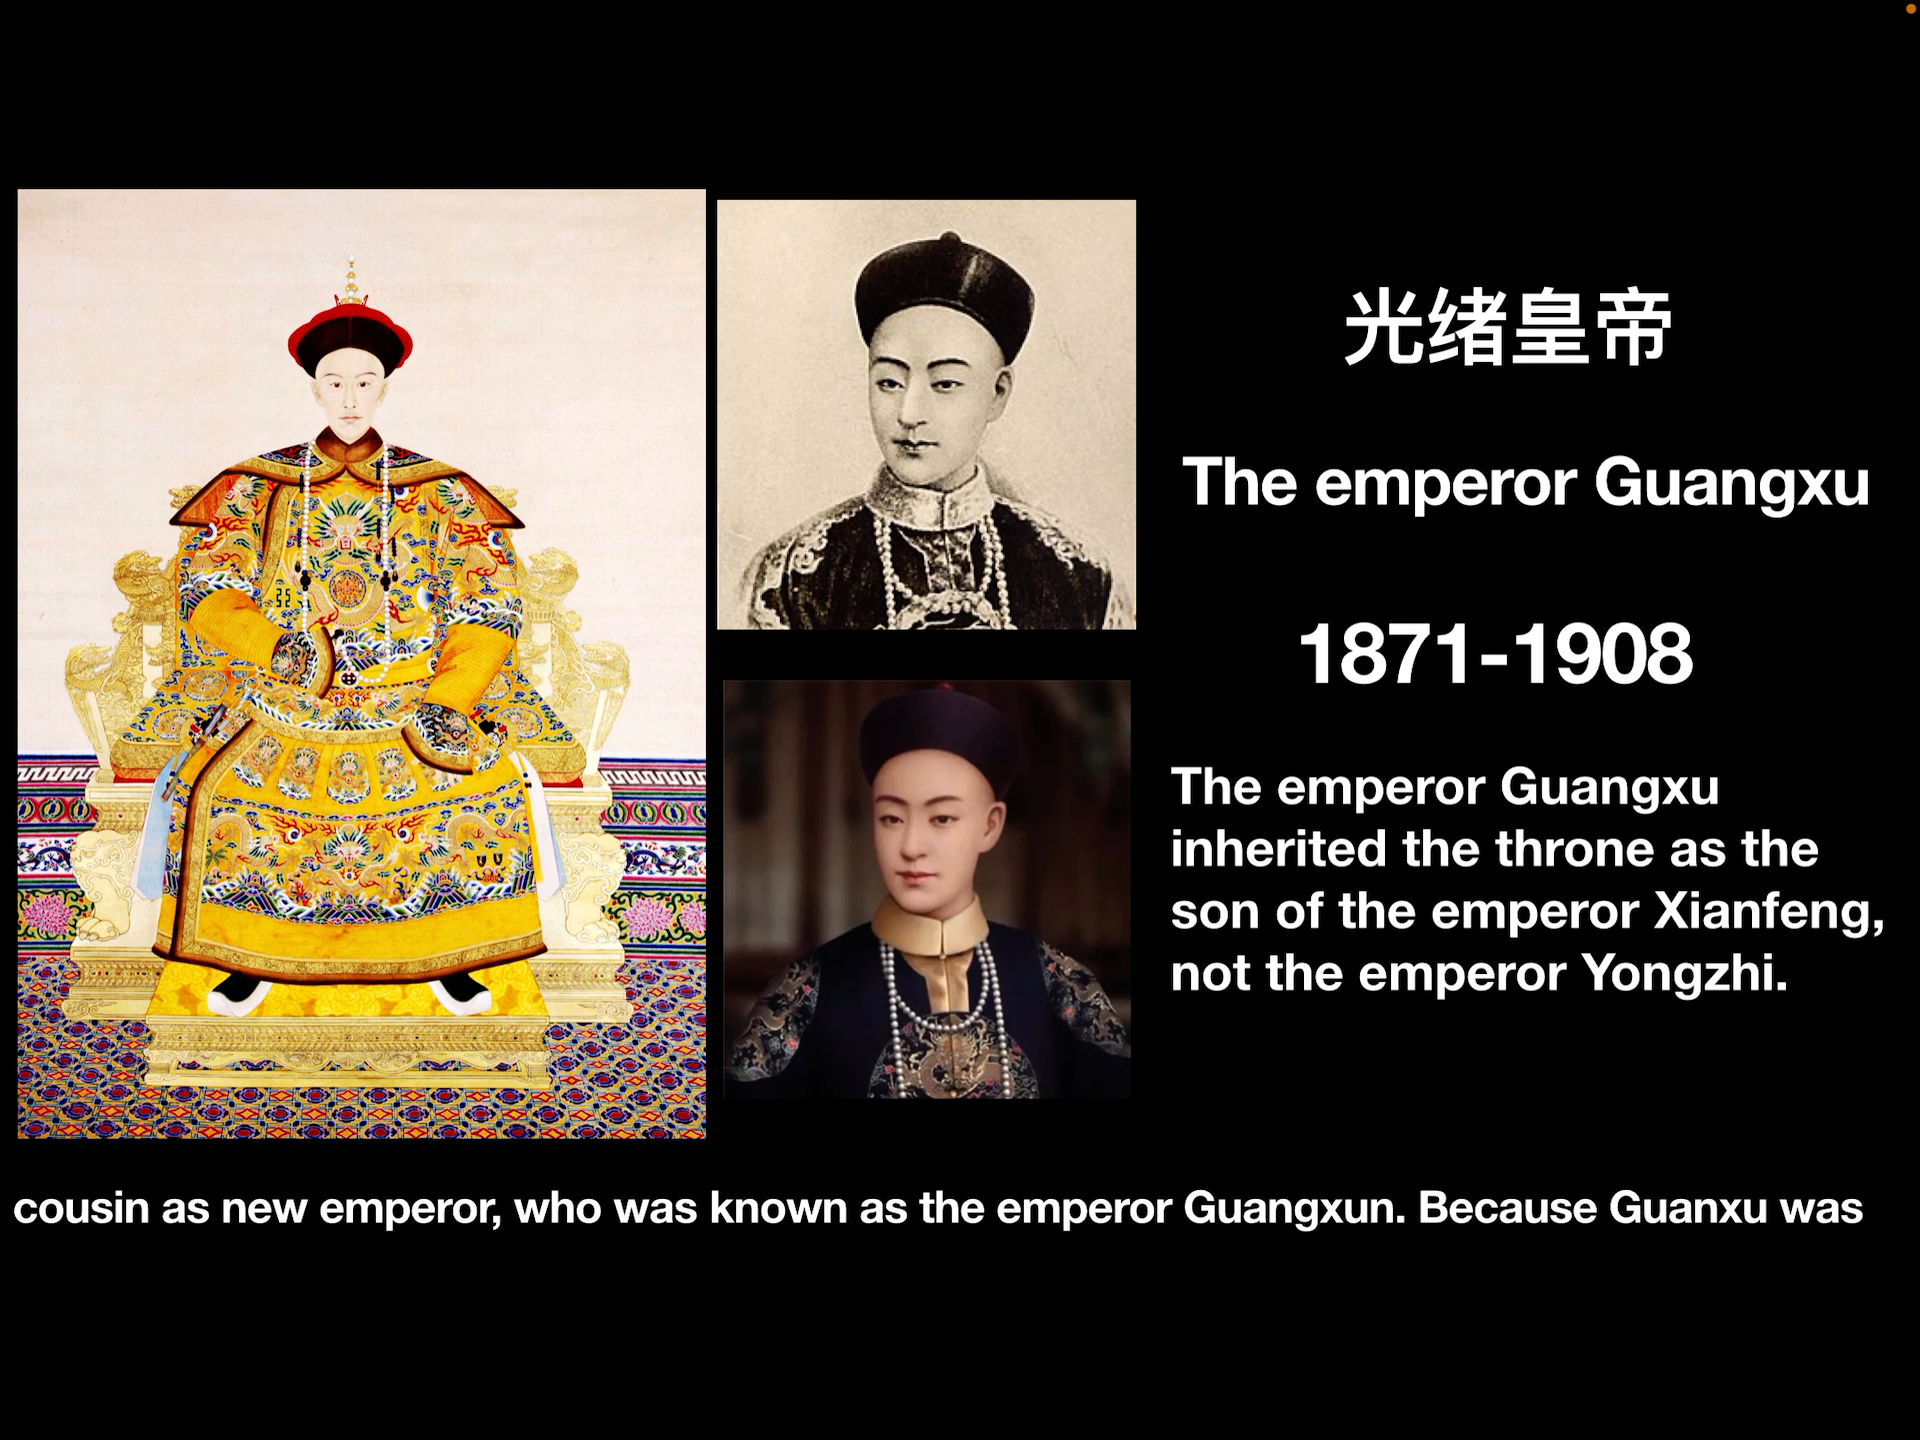 光绪皇帝
The emperor Guangxu
1871-1908
The emperor Guangxu
inherited the throne as the
son of the emperor Xianfeng,
not the emperor Yongzhi.
cousin as new emperor, who was known as the emperor Guangxun. Because Guanxu was